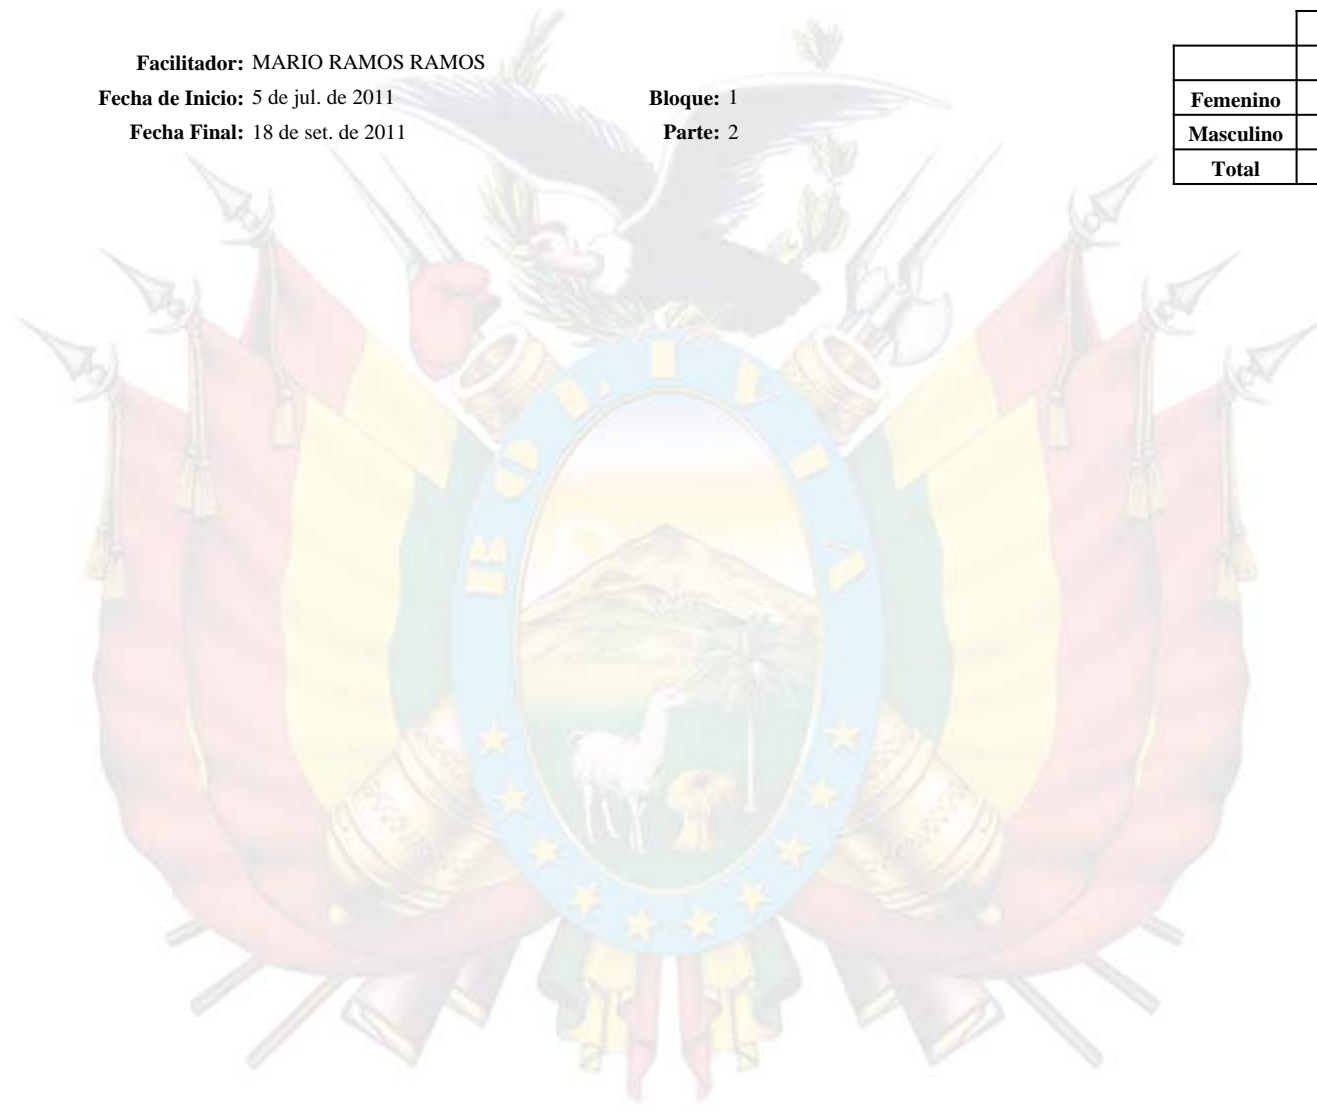 Facilitador: MARIO RAMOS RAMOS
Fecha de Inicio: 5 de jul. de 2011 Bloque: 1
Fecha Final: 18 de set. de 2011 Parte: 2
Femenino
Masculino
Total
BOLIVIA